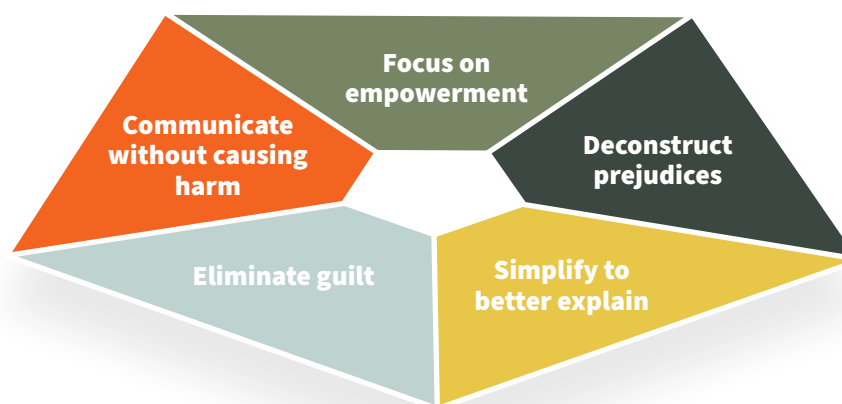 Focus on
empowerment
Communicate
without causing
harm
Deconstruct
prejudices
Eliminate guilt
Simplify to
better explain